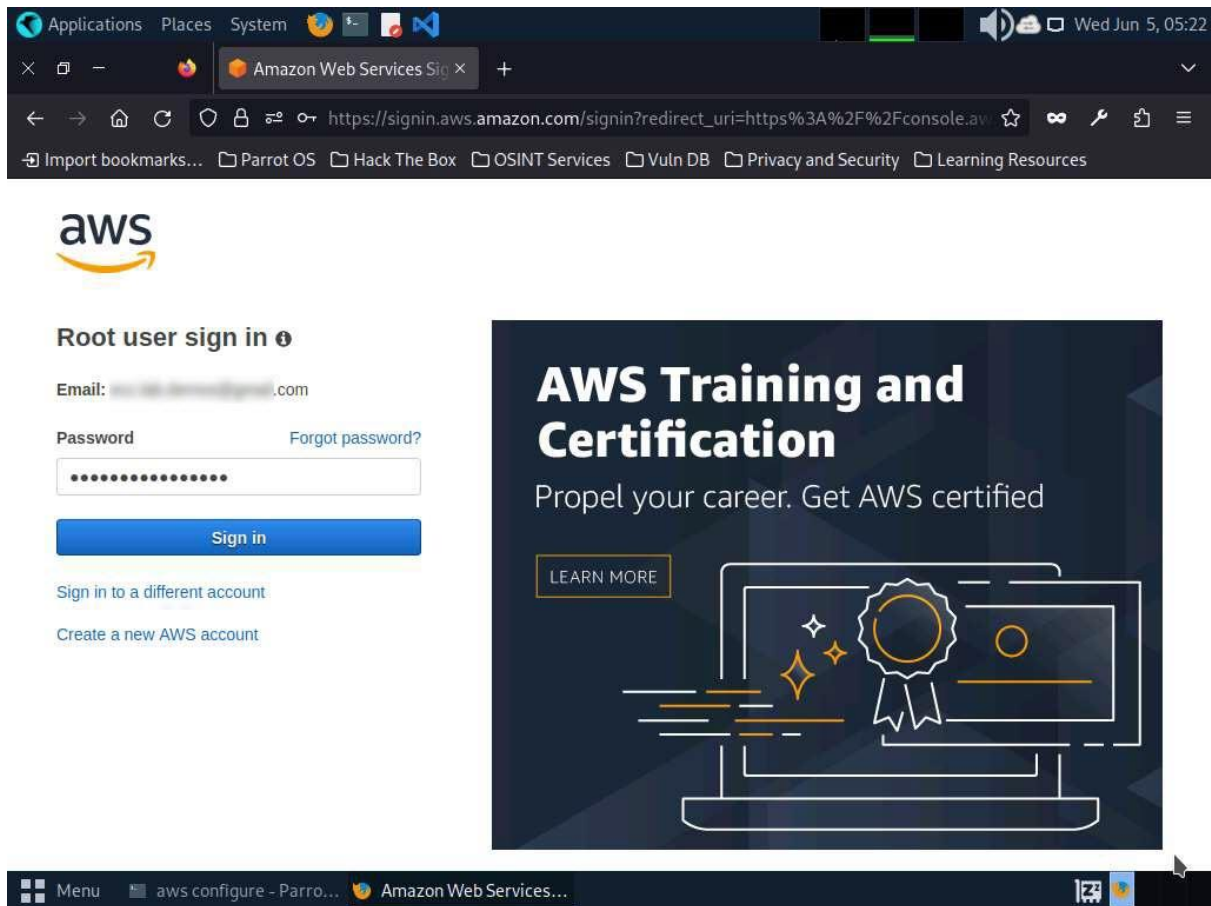 Applications Places System Wed Jun 5, 05:22
Amazon Web Services Sig
https://signin.aws.amazon.com/signin?redirect_uri=https%3A%2F%2Fconsole.aw
Import bookmarks... Parrot OS Hack The Box OSINT Services Vuln DB Privacy and Security Learning Resources
aws
Root user sign in
Email: .com
Password Forgot password?
Sign in
Sign in to a different account
Create a new AWS account
AWS Training and
Certification
Propel your career. Get AWS certified
LEARN MORE
Menu aws configure - Parro... Amazon Web Services...